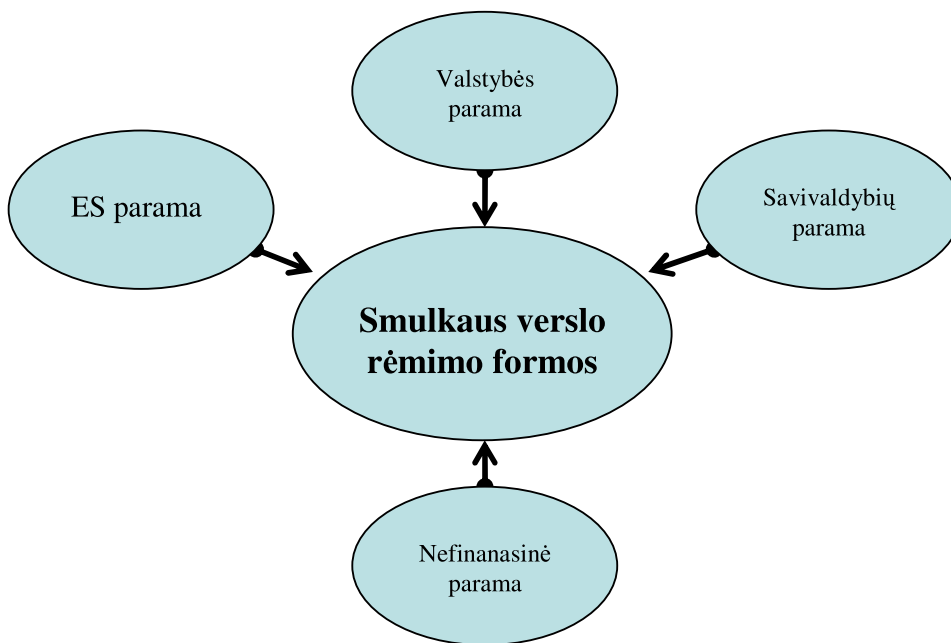 Valstybės
parama
ES parama
Savivaldybių
parama
Smulkaus verslo
rėmimo formos
Nefinanasinė
parama